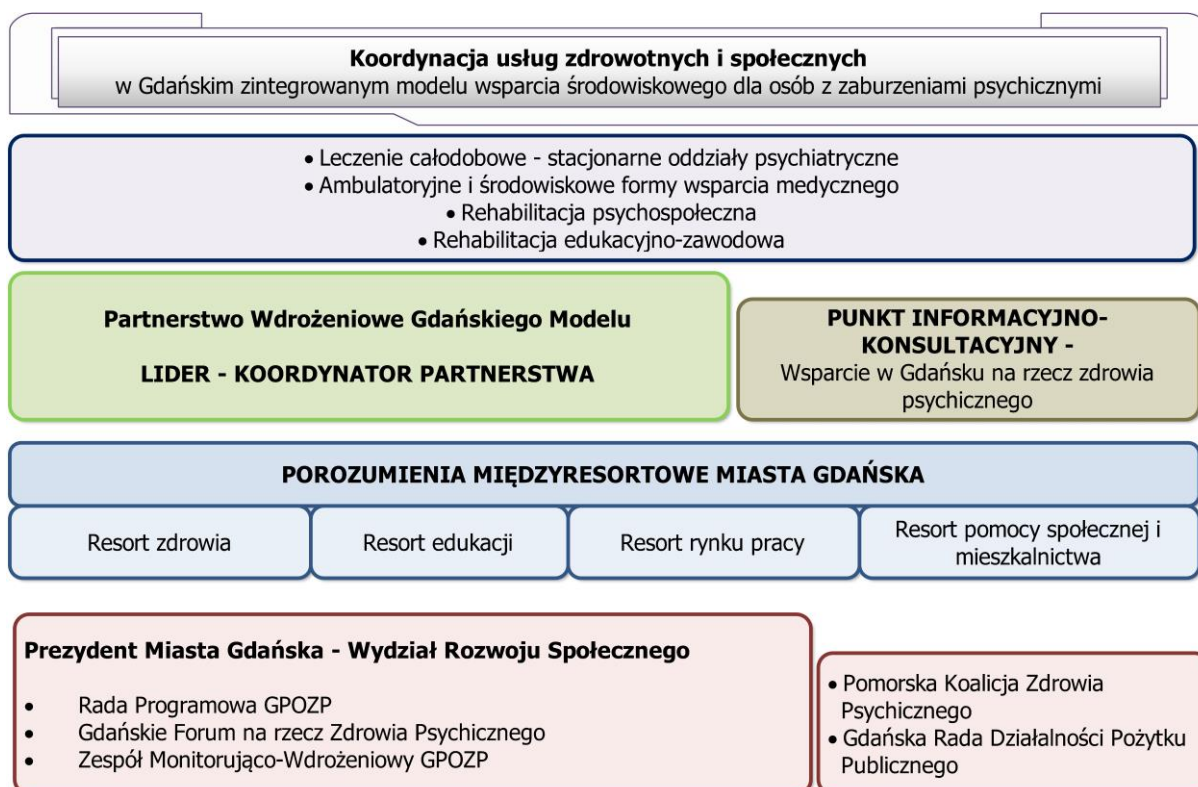 Koordynacja usług zdrowotnych i społecznych
w Gdańskim zintegrowanym modelu wsparcia środowiskowego dla osób z zaburzeniami psychicznymi
• Leczenie całodobowe - stacjonarne oddziały psychiatryczne
• Ambulatoryjne i środowiskowe formy wsparcia medycznego
• Rehabilitacja psychospołeczna
• Rehabilitacja edukacyjno-zawodowa
Partnerstwo Wdrożeniowe Gdańskiego Modelu
LIDER - KOORDYNATOR PARTNERSTWA
PUNKT INFORMACYJNO-
KONSULTACYJNY -
Wsparcie w Gdańsku na rzecz zdrowia
psychicznego
POROZUMIENIA MIĘDZYRESORTOWE MIASTA GDAŃSKA
Resort zdrowia
Resort edukacji
Resort rynku pracy
Resort pomocy społecznej i
mieszkalnictwa
Prezydent Miasta Gdańska - Wydział Rozwoju Społecznego
• Rada Programowa GPOZP
• Gdańskie Forum na rzecz Zdrowia Psychicznego
• Zespół Monitorująco-Wdrożeniowy GPOZP
• Pomorska Koalicja Zdrowia
Psychicznego
• Gdańska Rada Działalności Pożytku
Publicznego